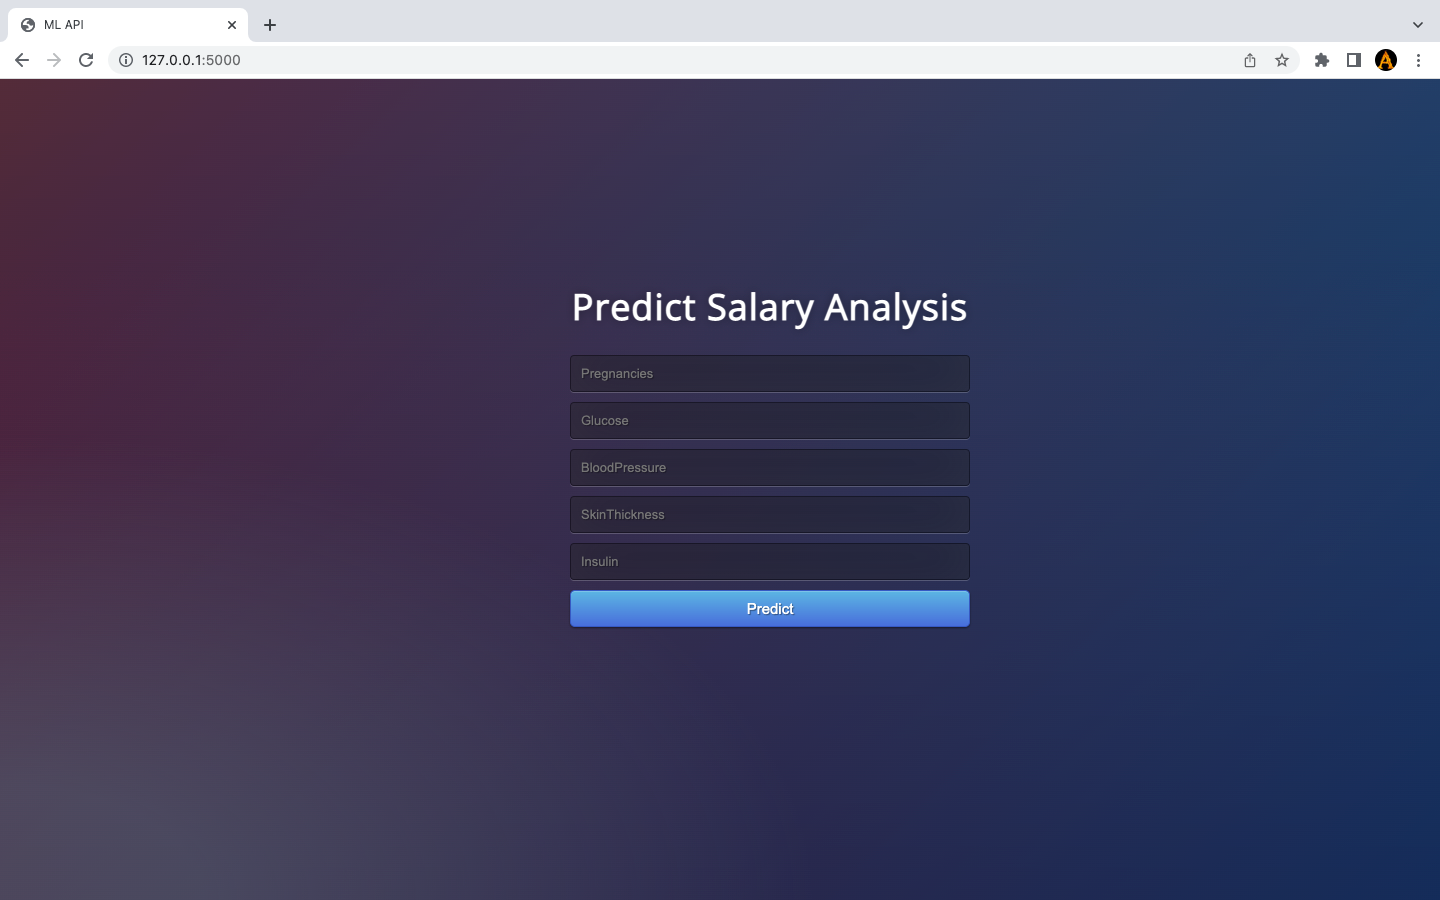 ML API
127.0.0.1:5000
Predict Salary Analysis
Pregnancies
Glucose
BloodPressure
SkinThickness
Insulin
Predict